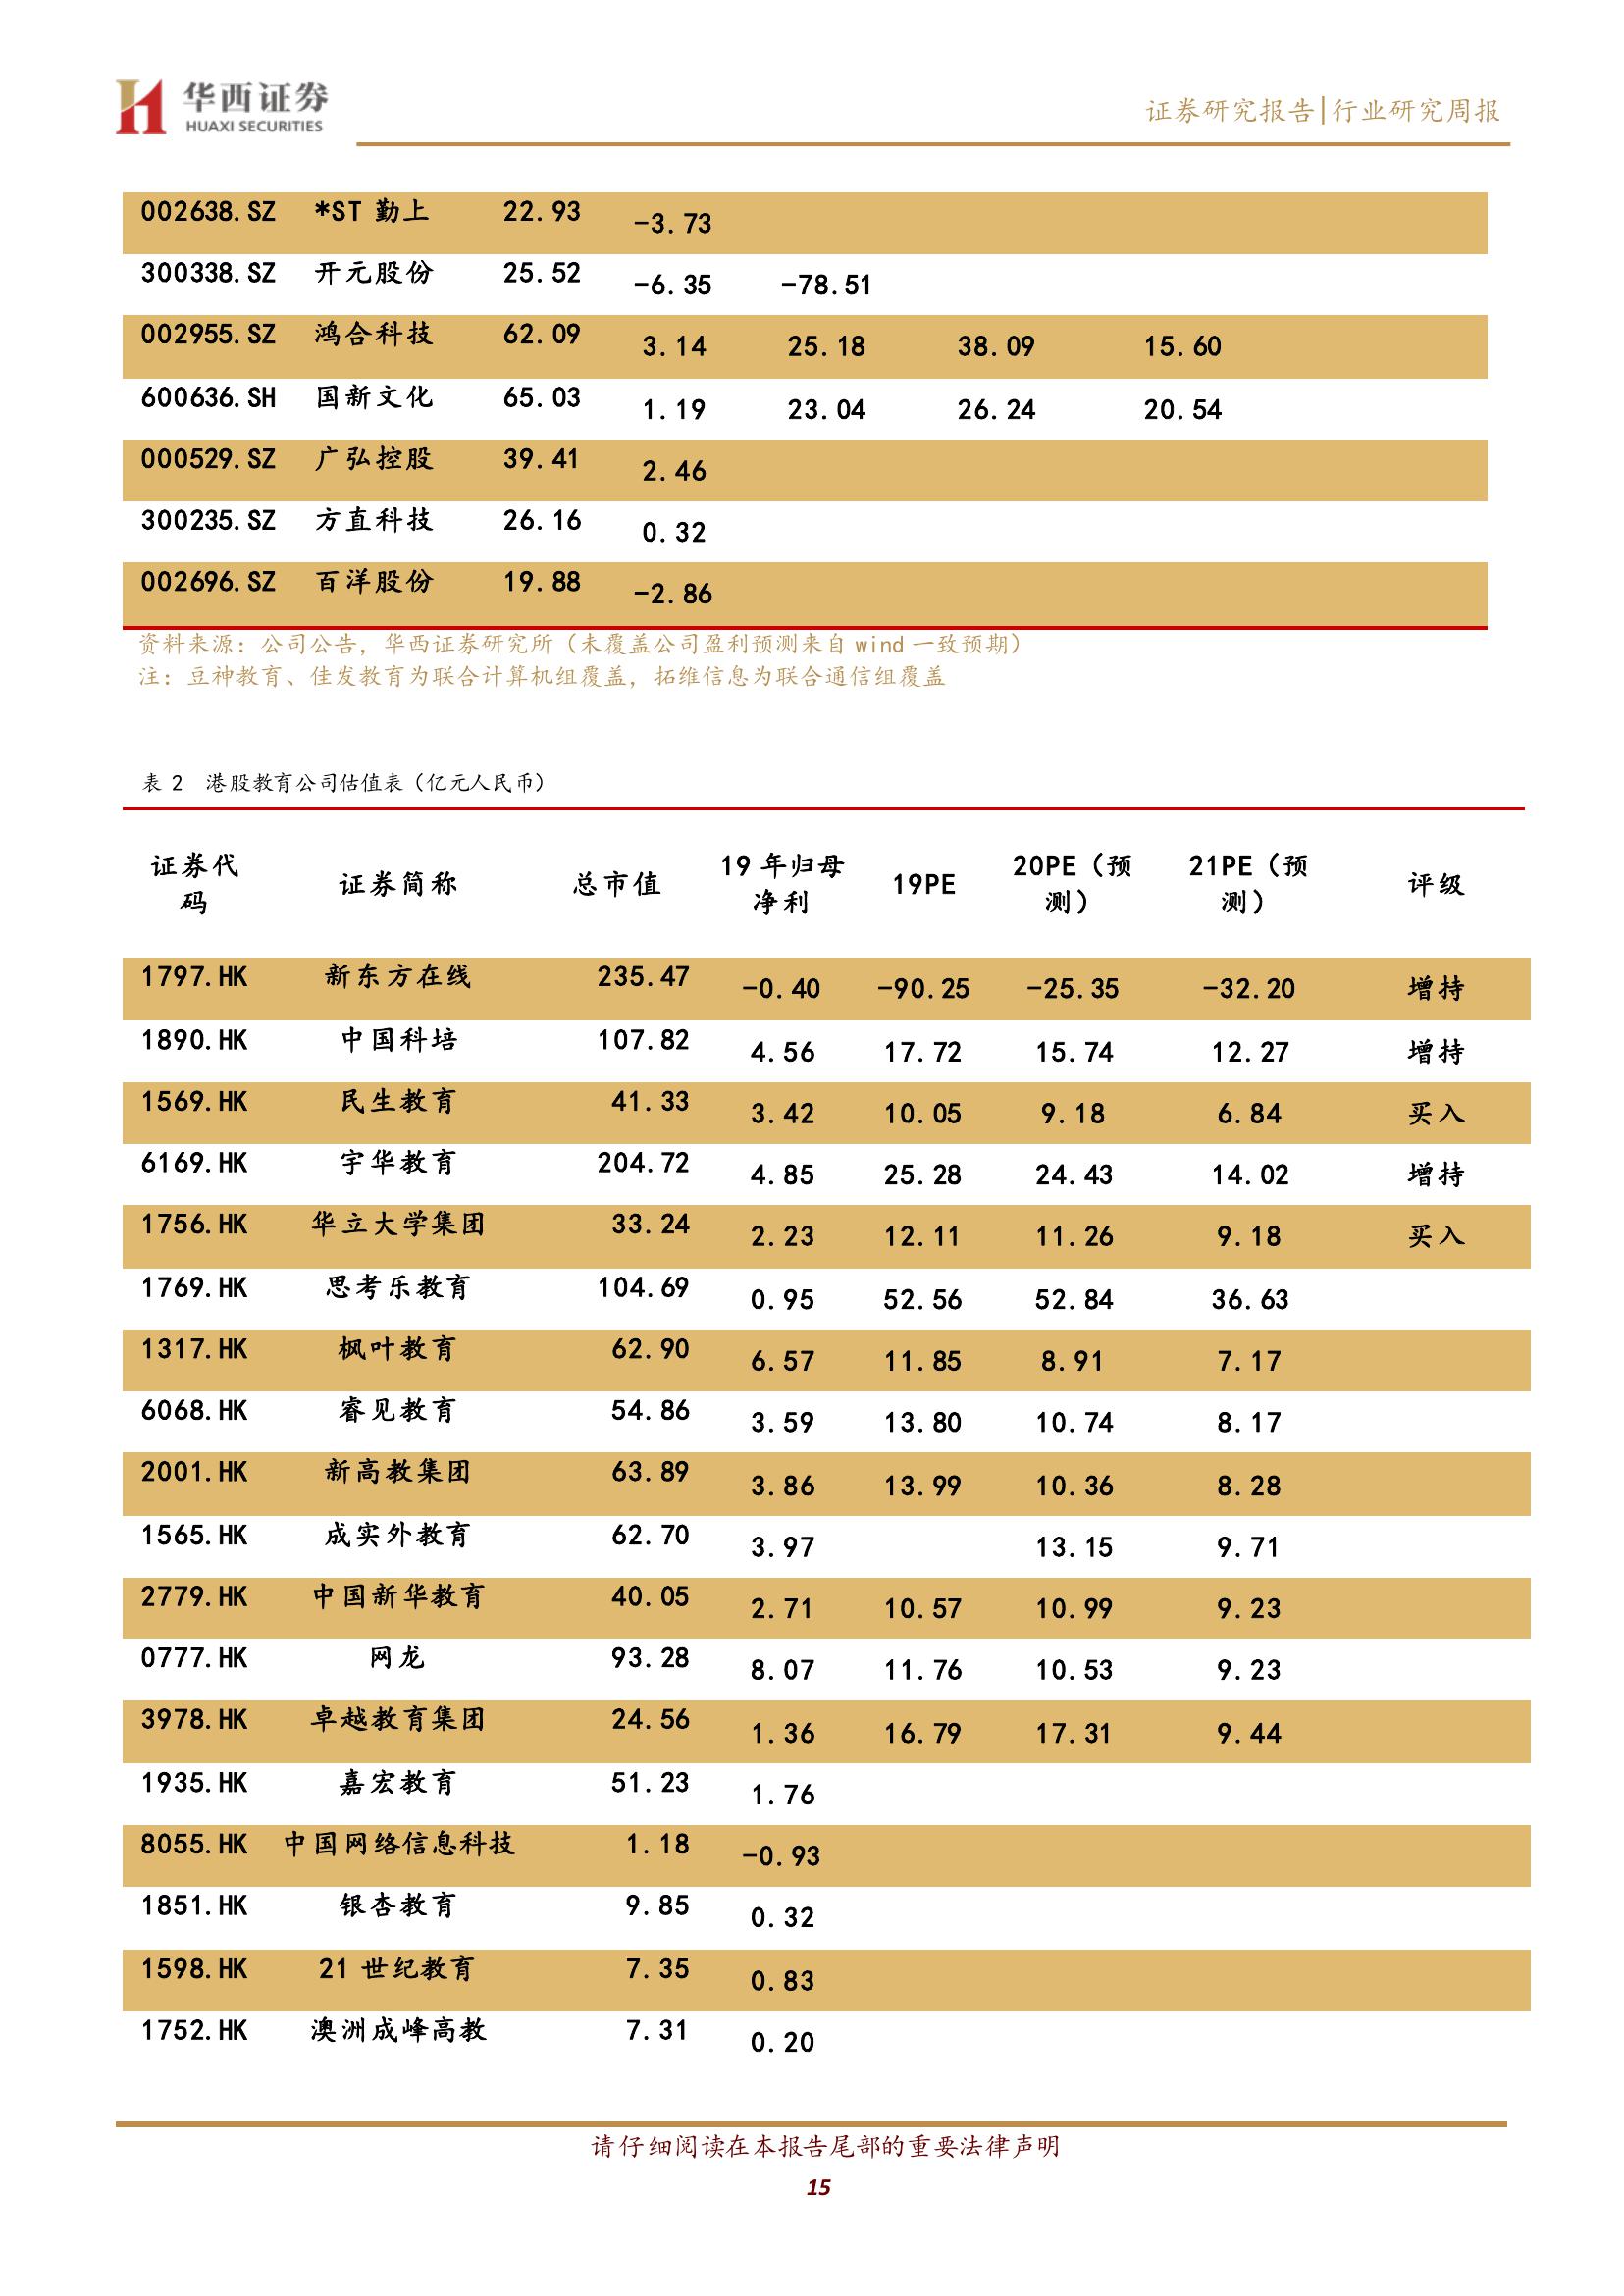 华西证券
HUAXI SECURITIES
证券研究报告|行业研究周报
002638.SZ *ST 勤上 22.93 -3.73
300338.SZ 开元股份 25.52 -6.35 -78.51
002955.SZ 鸿合科技 62.09 3.14 25.18 38.09 15.60
600636.SH 国新文化 65.03 1.19 23.04 26.24 20.54
000529.SZ 广弘控股 39.41 2.46
300235.SZ 方直科技 26.16 0.32
002696.SZ 百洋股份 19.88 -2.86
资料来源：公司公告，华西证券研究所（未覆盖公司盈利预测来自 wind 一致预期）
注：豆神教育、佳发教育为联合计算机组覆盖，拓维信息为联合通信组覆盖
表 2 港股教育公司估值表（亿元人民币）
证券代码 证券简称 总市值 19 年归母净利 19PE 20PE（预测） 21PE（预测） 评级
1797.HK 新东方在线 235.47 -0.40 -90.25 -25.35 -32.20 增持
1890.HK 中国科培 107.82 4.56 17.72 15.74 12.27 增持
1569.HK 民生教育 41.33 3.42 10.05 9.18 6.84 买入
6169.HK 宇华教育 204.72 4.85 25.28 24.43 14.02 增持
1756.HK 华立大学集团 33.24 2.23 12.11 11.26 9.18 买入
1769.HK 思考乐教育 104.69 0.95 52.56 52.84 36.63
1317.HK 枫叶教育 62.90 6.57 11.85 8.91 7.17
6068.HK 睿见教育 54.86 3.59 13.80 10.74 8.17
2001.HK 新高教集团 63.89 3.86 13.99 10.36 8.28
1565.HK 成实外教育 62.70 3.97 13.15 9.71
2779.HK 中国新华教育 40.05 2.71 10.57 10.99 9.23
0777.HK 网龙 93.28 8.07 11.76 10.53 9.23
3978.HK 卓越教育集团 24.56 1.36 16.79 17.31 9.44
1935.HK 嘉宏教育 51.23 1.76
8055.HK 中国网络信息科技 1.18 -0.93
1851.HK 银杏教育 9.85 0.32
1598.HK 21 世纪教育 7.35 0.83
1752.HK 澳洲成峰高教 7.31 0.20
请仔细阅读在本报告尾部的重要法律声明
15